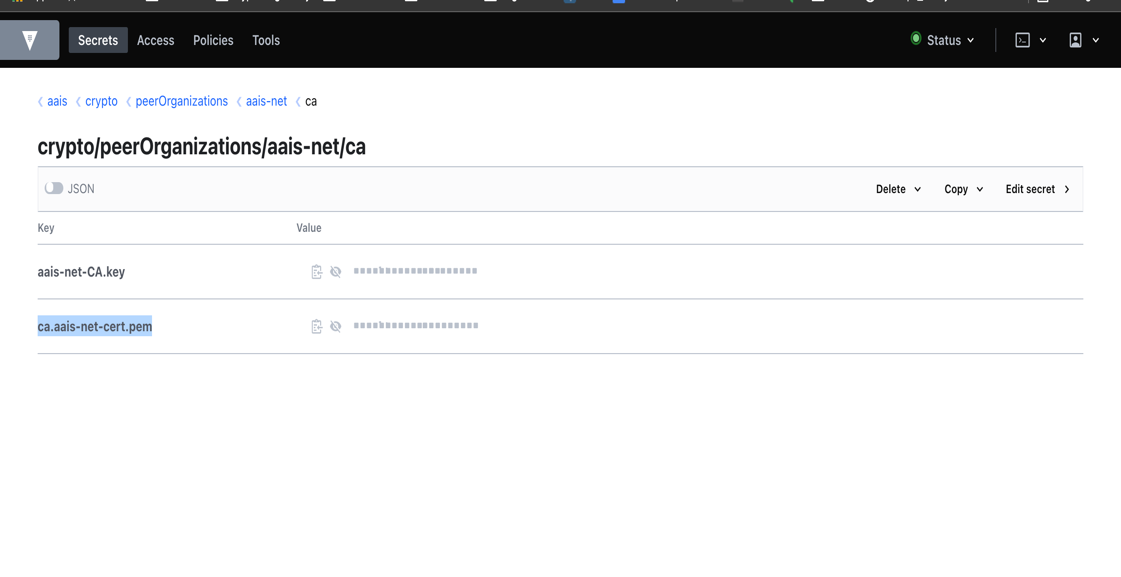 Secrets Access Policies Tools Status
aais crypto peerOrganizations aais-net ca
crypto/peerOrganizations/aais-net/ca
JSON Delete Copy Edit secret
Key Value
aais-net-CA.key
ca.aais-net-cert.pem